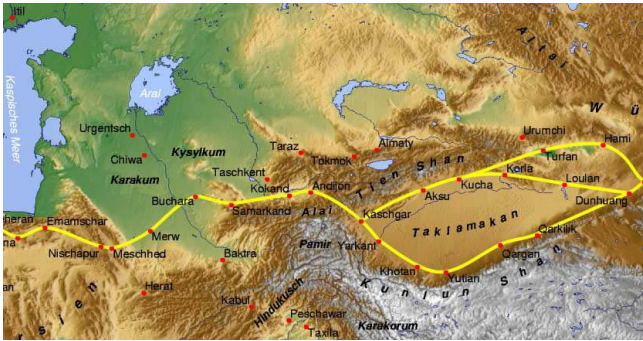 Itil
Kaspisches Meer
Aral
Altai
W ü
Urgentsch
Chiwa
Kysylkum
Karakum
Taraz
Tokmok
Almaty
Urumchi
Hami
Turfan
Taschkent
Kokand
Andijon
Tien Shan
Korla
Loulan
Kucha
Aksu
Dunhuang
Buchara
Samarkand
Alai
Kaschgar
Taklamakan
Emamschar
Merw
Nischapur
Meschhed
Baktra
Pamir
Yarkant
Qarkilik
Qargan
Khotan
Yutian
Kunlun Shan
Herat
Kabul
Hindukusch
Peschawar
Taxila
Karakorum
rsien